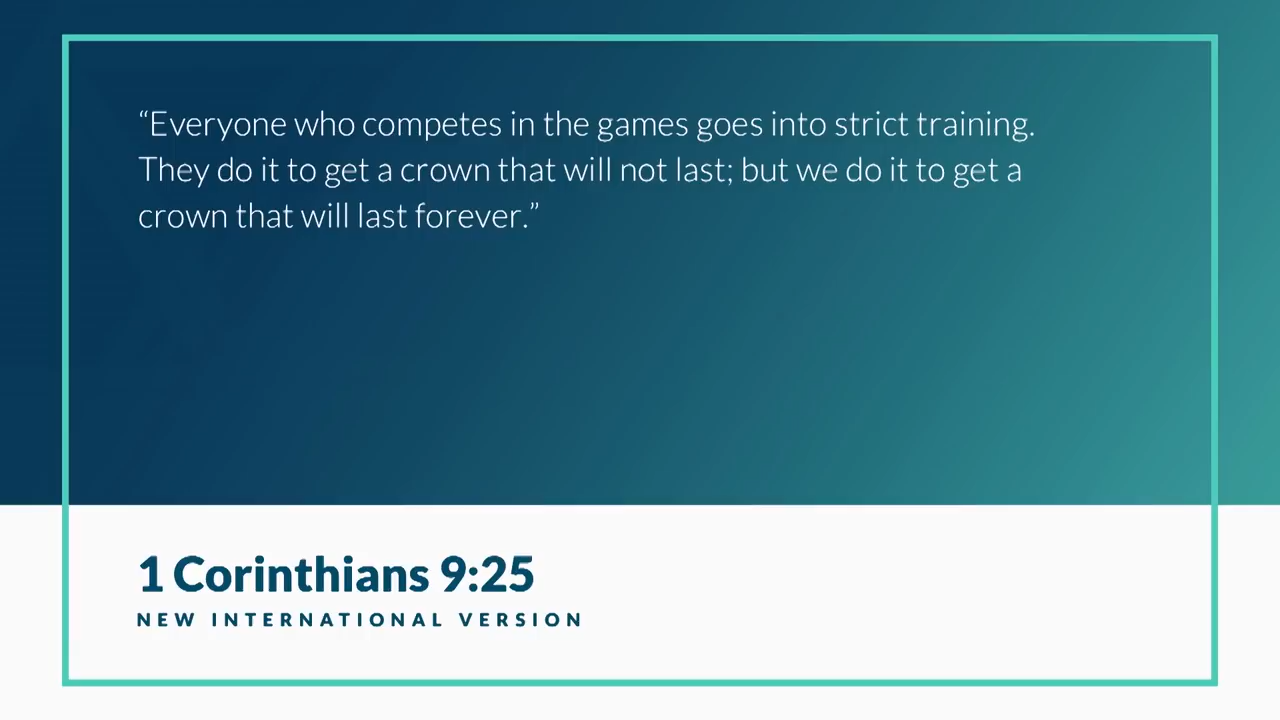 “Everyone who competes in the games goes into strict training.
They do it to get a crown that will not last; but we do it to get a
crown that will last forever.”
1 Corinthians 9:25
NEW INTERNATIONAL VERSION